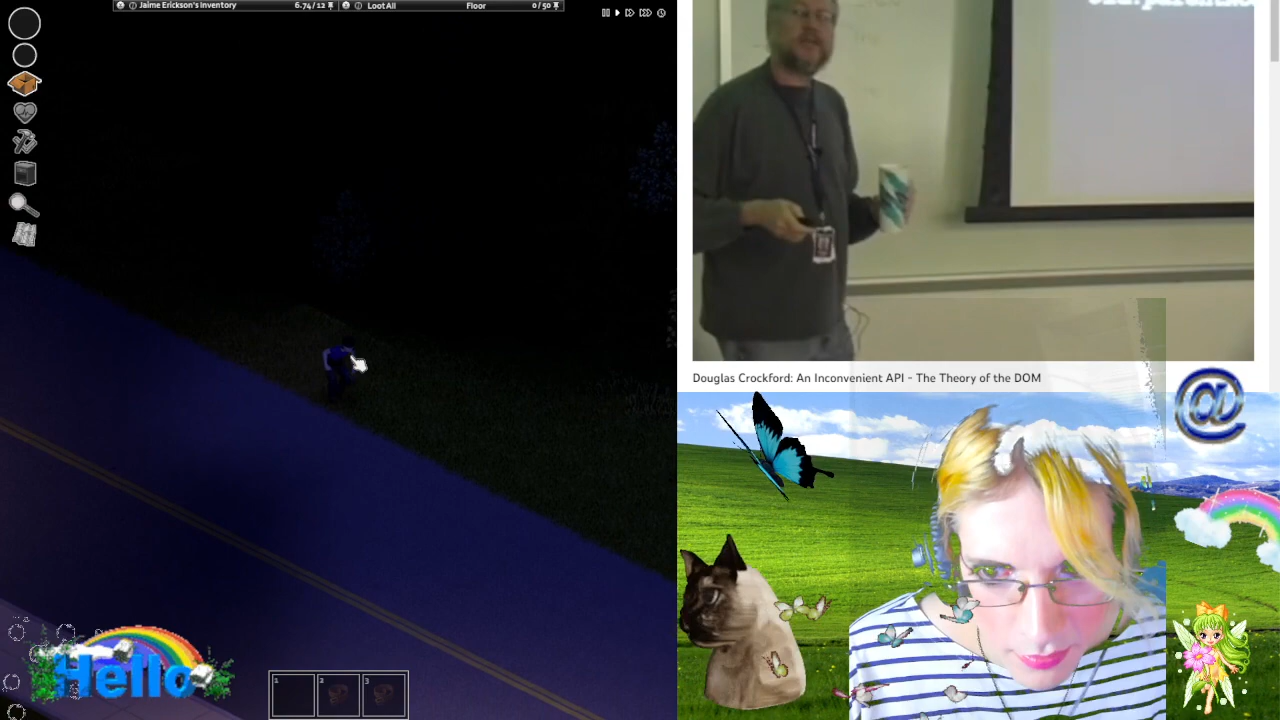 Jaime Erickson's Inventory 6.74 / 12 Loot All Floor 0 / 50
Douglas Crockford: An Inconvenient API - The Theory of the DOM
@
Hello
1 2 3